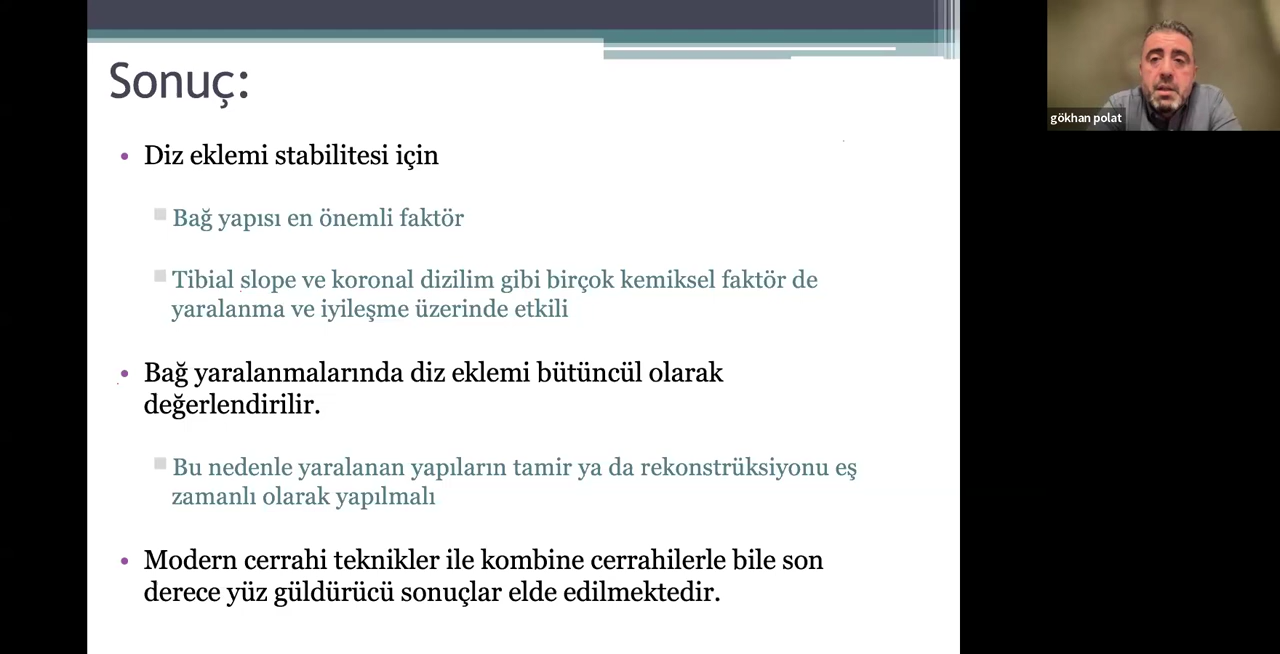 Sonuç:
Diz eklemi stabilitesi için
Bağ yapısı en önemli faktör
Tibial slope ve koronal dizilim gibi birçok kemiksel faktör de
yaralanma ve iyileşme üzerinde etkili
Bağ yaralanmalarında diz eklemi bütüncül olarak
değerlendirilir.
Bu nedenle yaralanan yapıların tamir ya da rekonstrüksiyonu eş
zamanlı olarak yapılmalı
Modern cerrahi teknikler ile kombine cerrahilerle bile son
derece yüz güldürücü sonuçlar elde edilmektedir.
gökhan polat